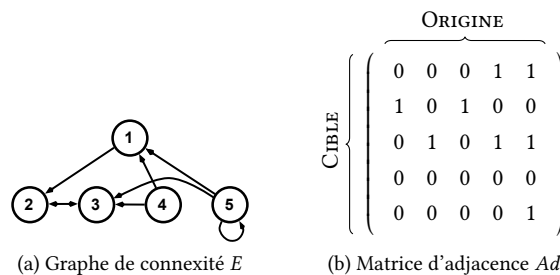 ORIGINE
CIBLE
0 0 0 1 1
1 0 1 0 0
0 1 0 1 1
0 0 0 0 0
0 0 0 0 1
1
2 3 4 5
(a) Graphe de connexité E
(b) Matrice d'adjacence Ad